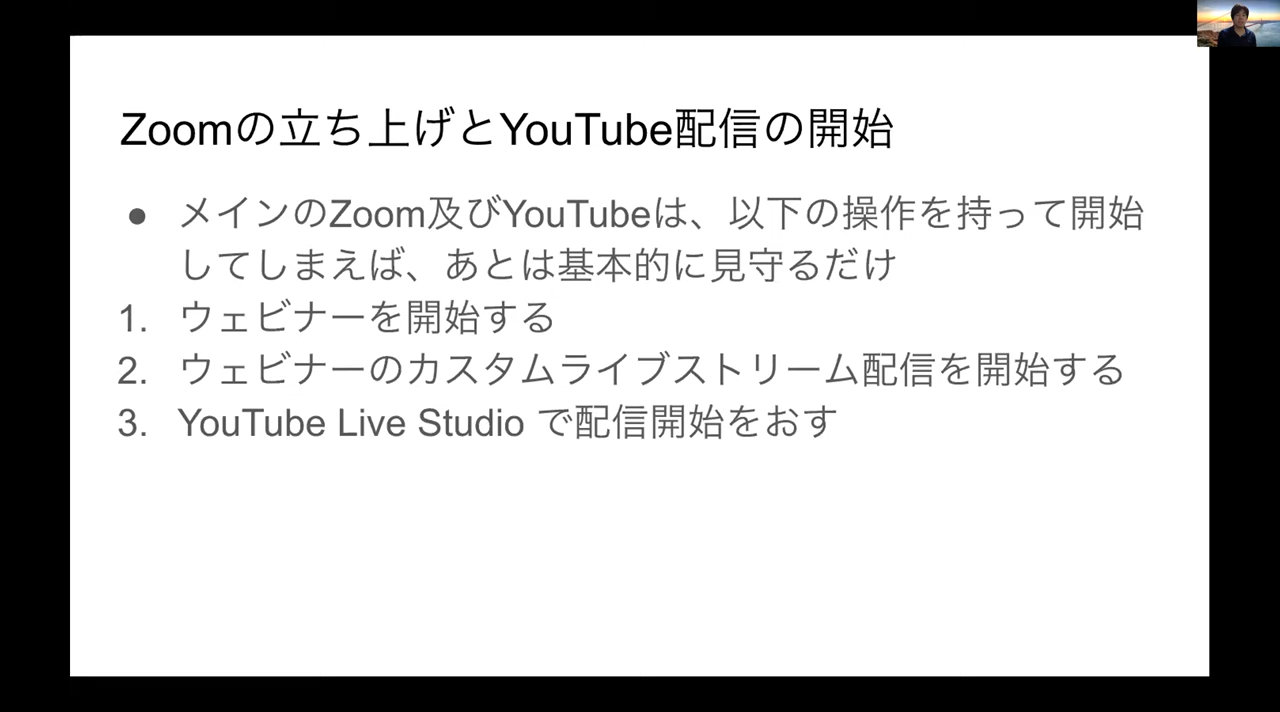 Zoomの立ち上げとYouTube配信の開始
● メインのZoom及びYouTubeは、以下の操作を持って開始
してしまえば、あとは基本的に見守るだけ
1. ウェビナーを開始する
2. ウェビナーのカスタムライブストリーム配信を開始する
3. YouTube Live Studio で配信開始をおす